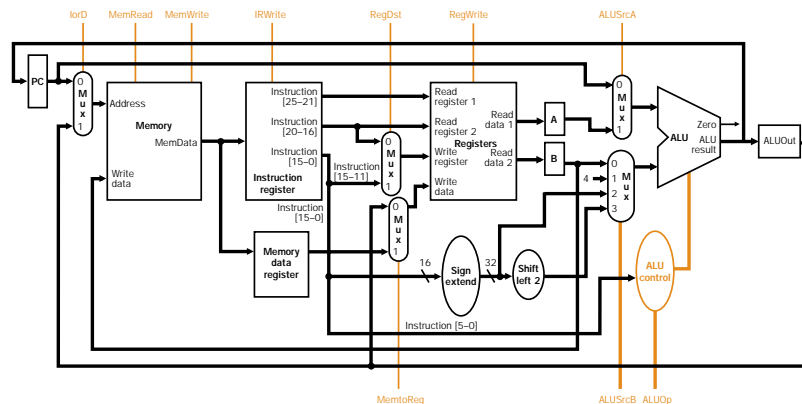 IorD
MemRead
MemWrite
IRWrite
RegDst
RegWrite
ALUSrcA
PC
0
M
u
x
1
Address
Memory
MemData
Write
data
Instruction
[25–21]
Instruction
[20–16]
Instruction
[15–0]
Instruction
register
Instruction
[15–11]
Instruction
[15–0]
Memory
data
register
0
M
u
x
1
0
M
u
x
1
Read
register 1
Read
register 2
Registers
Write
register
Write
data
Read
data 1
Read
data 2
A
B
4
0
M
u
x
1
0
1
2
3
M
u
x
Zero
ALU
ALU
result
ALUOut
16
Sign
extend
32
Shift
left 2
ALU
control
Instruction [5–0]
MemtoReg
ALUSrcB
ALUOp